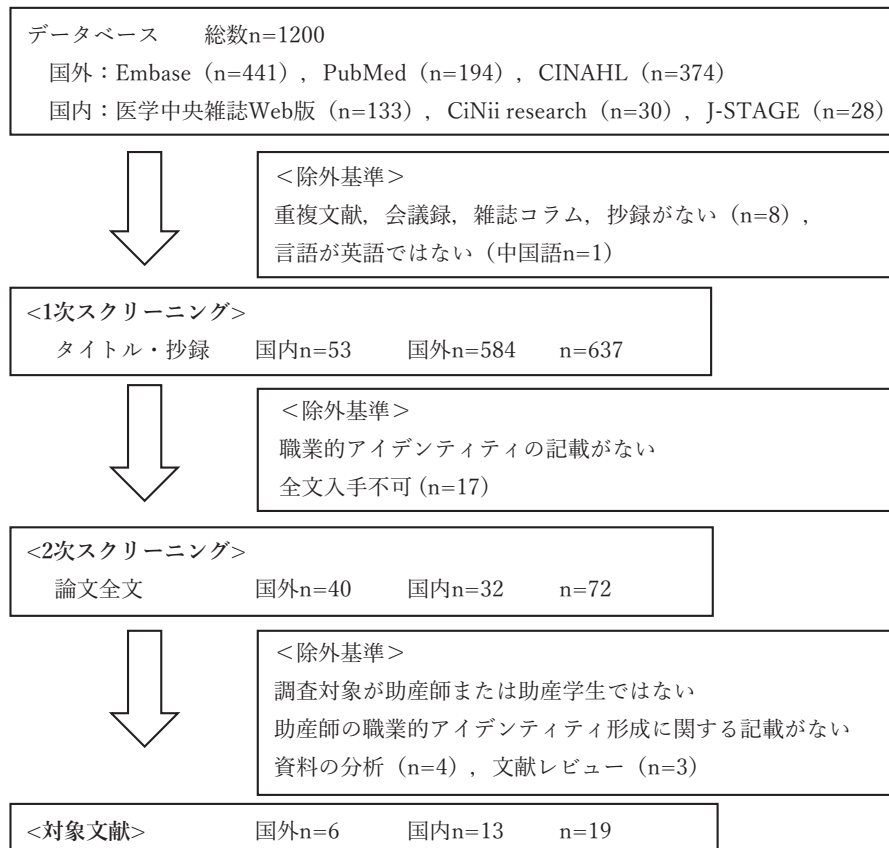 データベース　　総数n=1200
国外：Embase（n=441），PubMed（n=194），CINAHL（n=374）
国内：医学中央雑誌Web版（n=133），CiNii research（n=30），J-STAGE（n=28）
＜除外基準＞
重複文献，会議録，雑誌コラム，抄録がない（n=8），
言語が英語ではない（中国語n=1）
<1次スクリーニング>
タイトル・抄録　　国内n=53　　国外n=584　　n=637
＜除外基準＞
職業的アイデンティティの記載がない
全文入手不可 (n=17)
<2次スクリーニング>
論文全文　　国外n=40　　国内n=32　　n=72
＜除外基準＞
調査対象が助産師または助産学生ではない
助産師の職業的アイデンティティ形成に関する記載がない
資料の分析（n=4），文献レビュー（n=3）
<対象文献>　　国外n=6　　国内n=13　　n=19